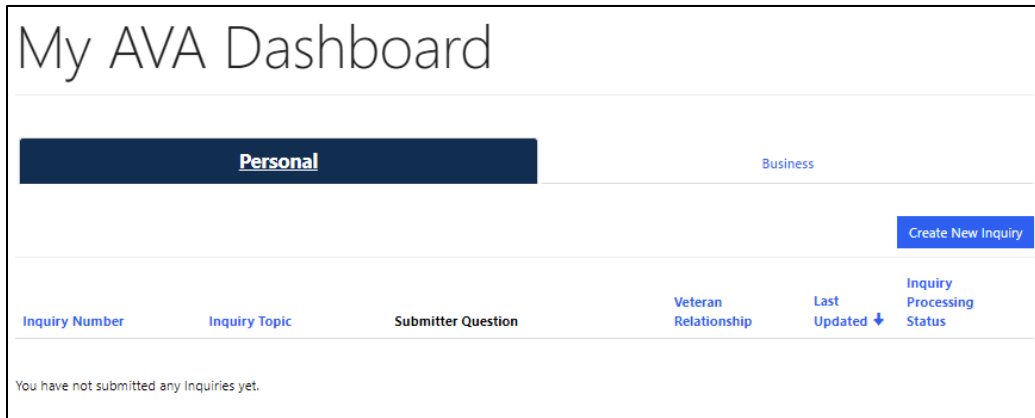 My AVA Dashboard
Personal
Business
Create New Inquiry
Inquiry Number
Inquiry Topic
Submitter Question
Veteran
Relationship
Last
Updated
Inquiry
Processing
Status
You have not submitted any Inquiries yet.